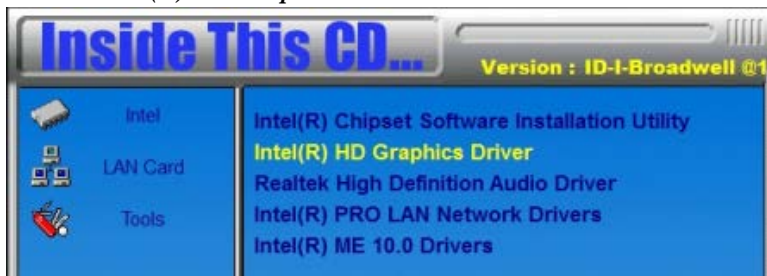 Inside This CD...
Version : ID-I-Broadwell @1
Intel
LAN Card
Tools
Intel(R) Chipset Software Installation Utility
Intel(R) HD Graphics Driver
Realtek High Definition Audio Driver
Intel(R) PRO LAN Network Drivers
Intel(R) ME 10.0 Drivers